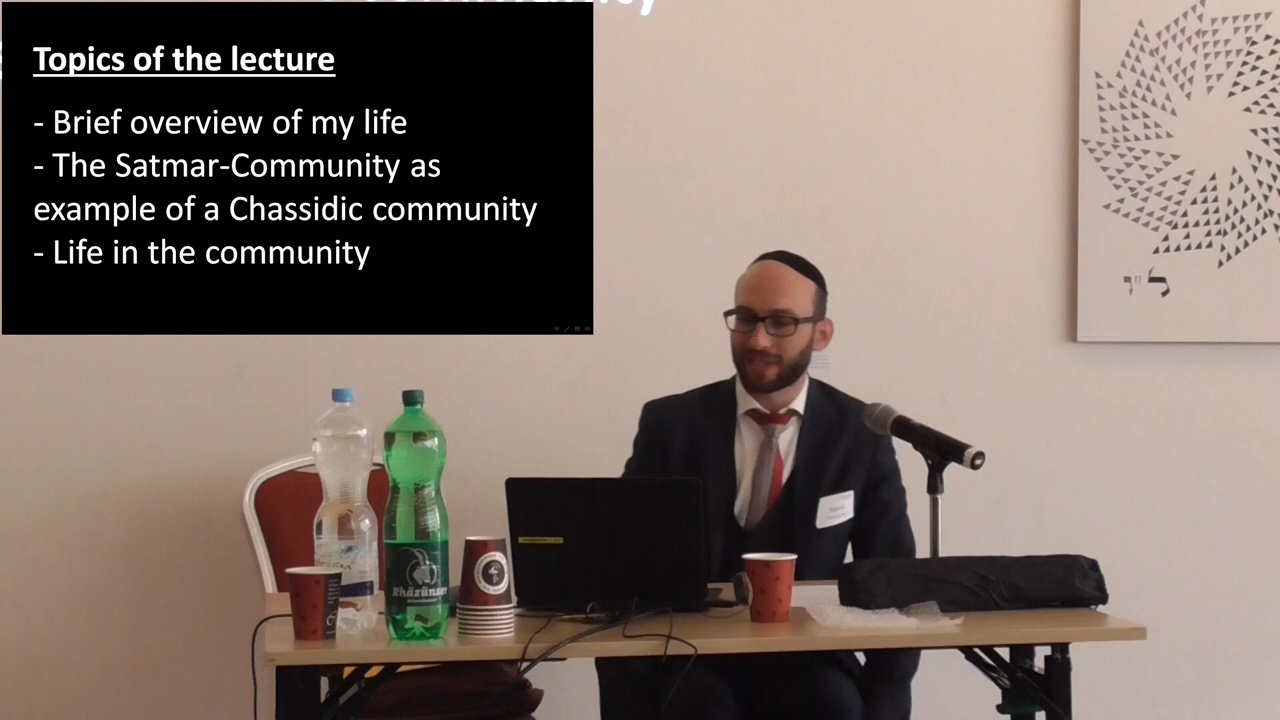 Topics of the lecture
- Brief overview of my life
- The Satmar-Community as
example of a Chassidic community
- Life in the community
Rhäzünser